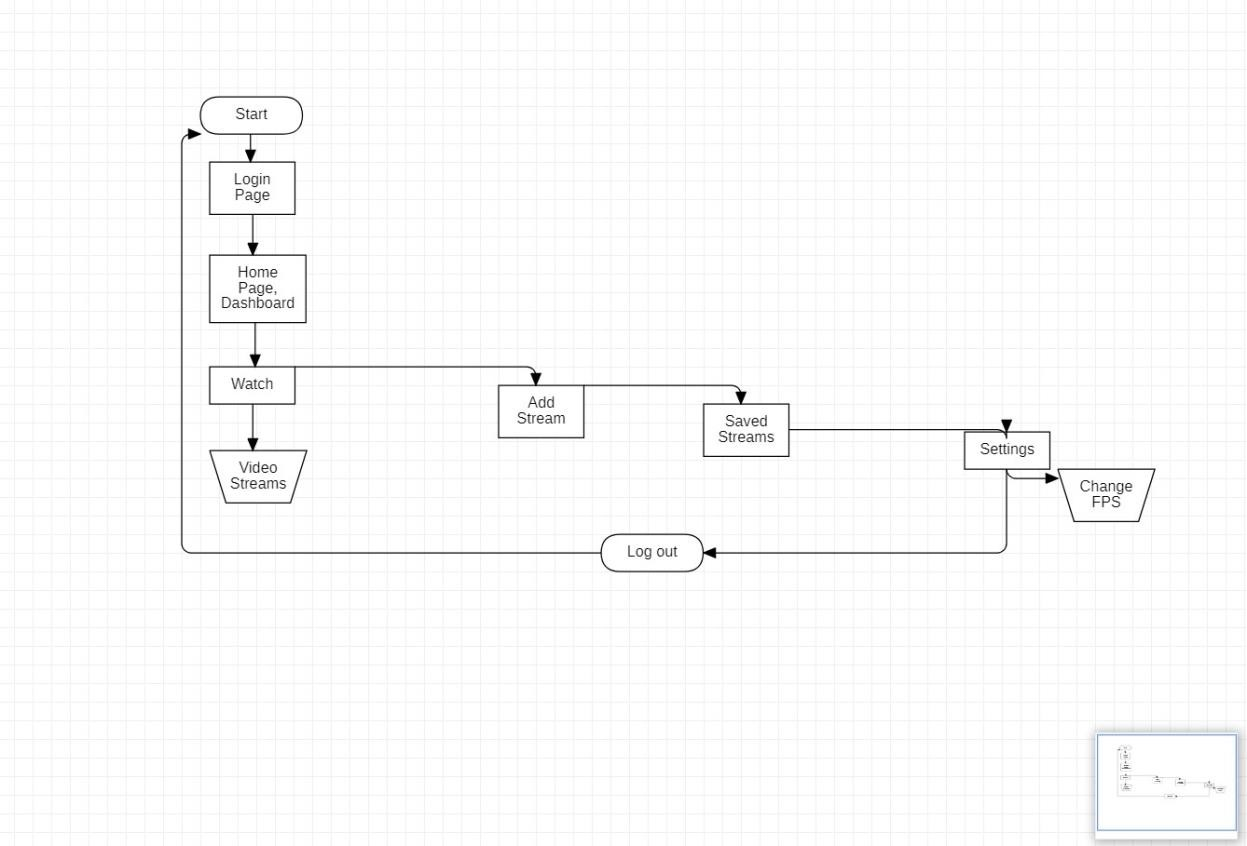 Start
Login
Page
Home
Page,
Dashboard
Watch
Add
Stream
Saved
Streams
Settings
Video
Streams
Change
FPS
Log out